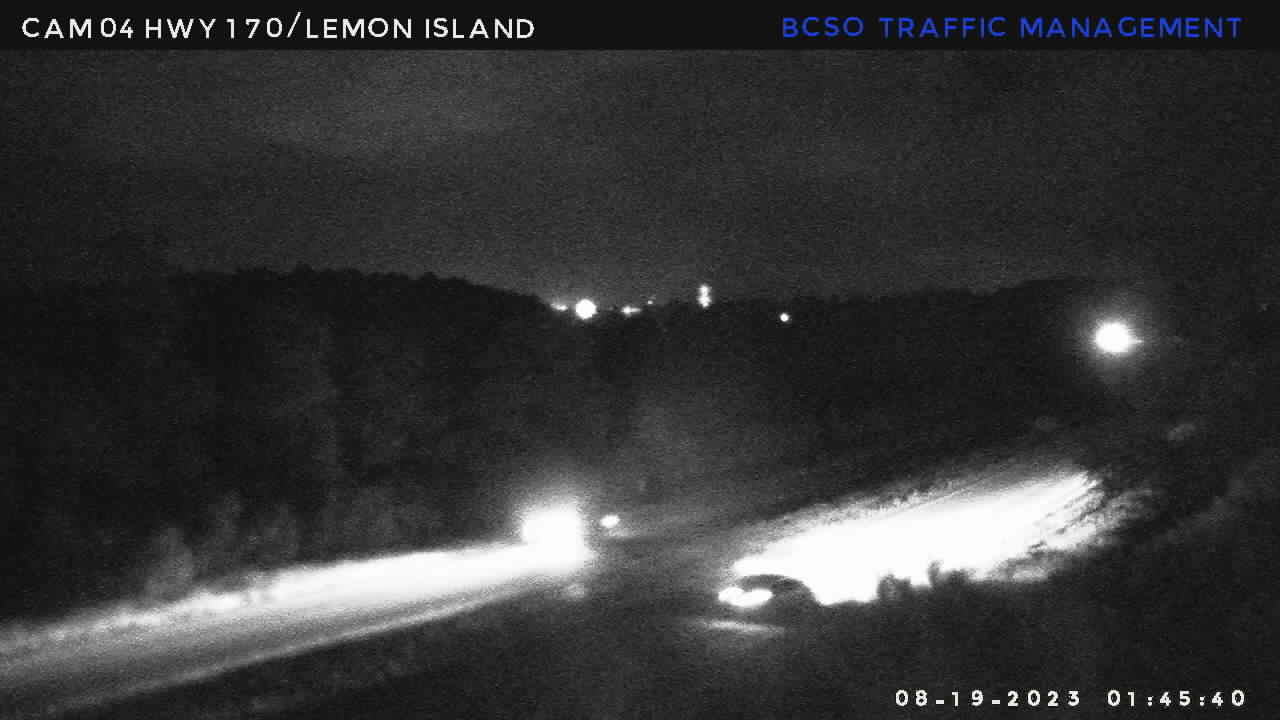 CAM04 HWY 170/LEMON ISLAND
BCSO TRAFFIC MANAGEMENT
08-19-2023 01:45:40